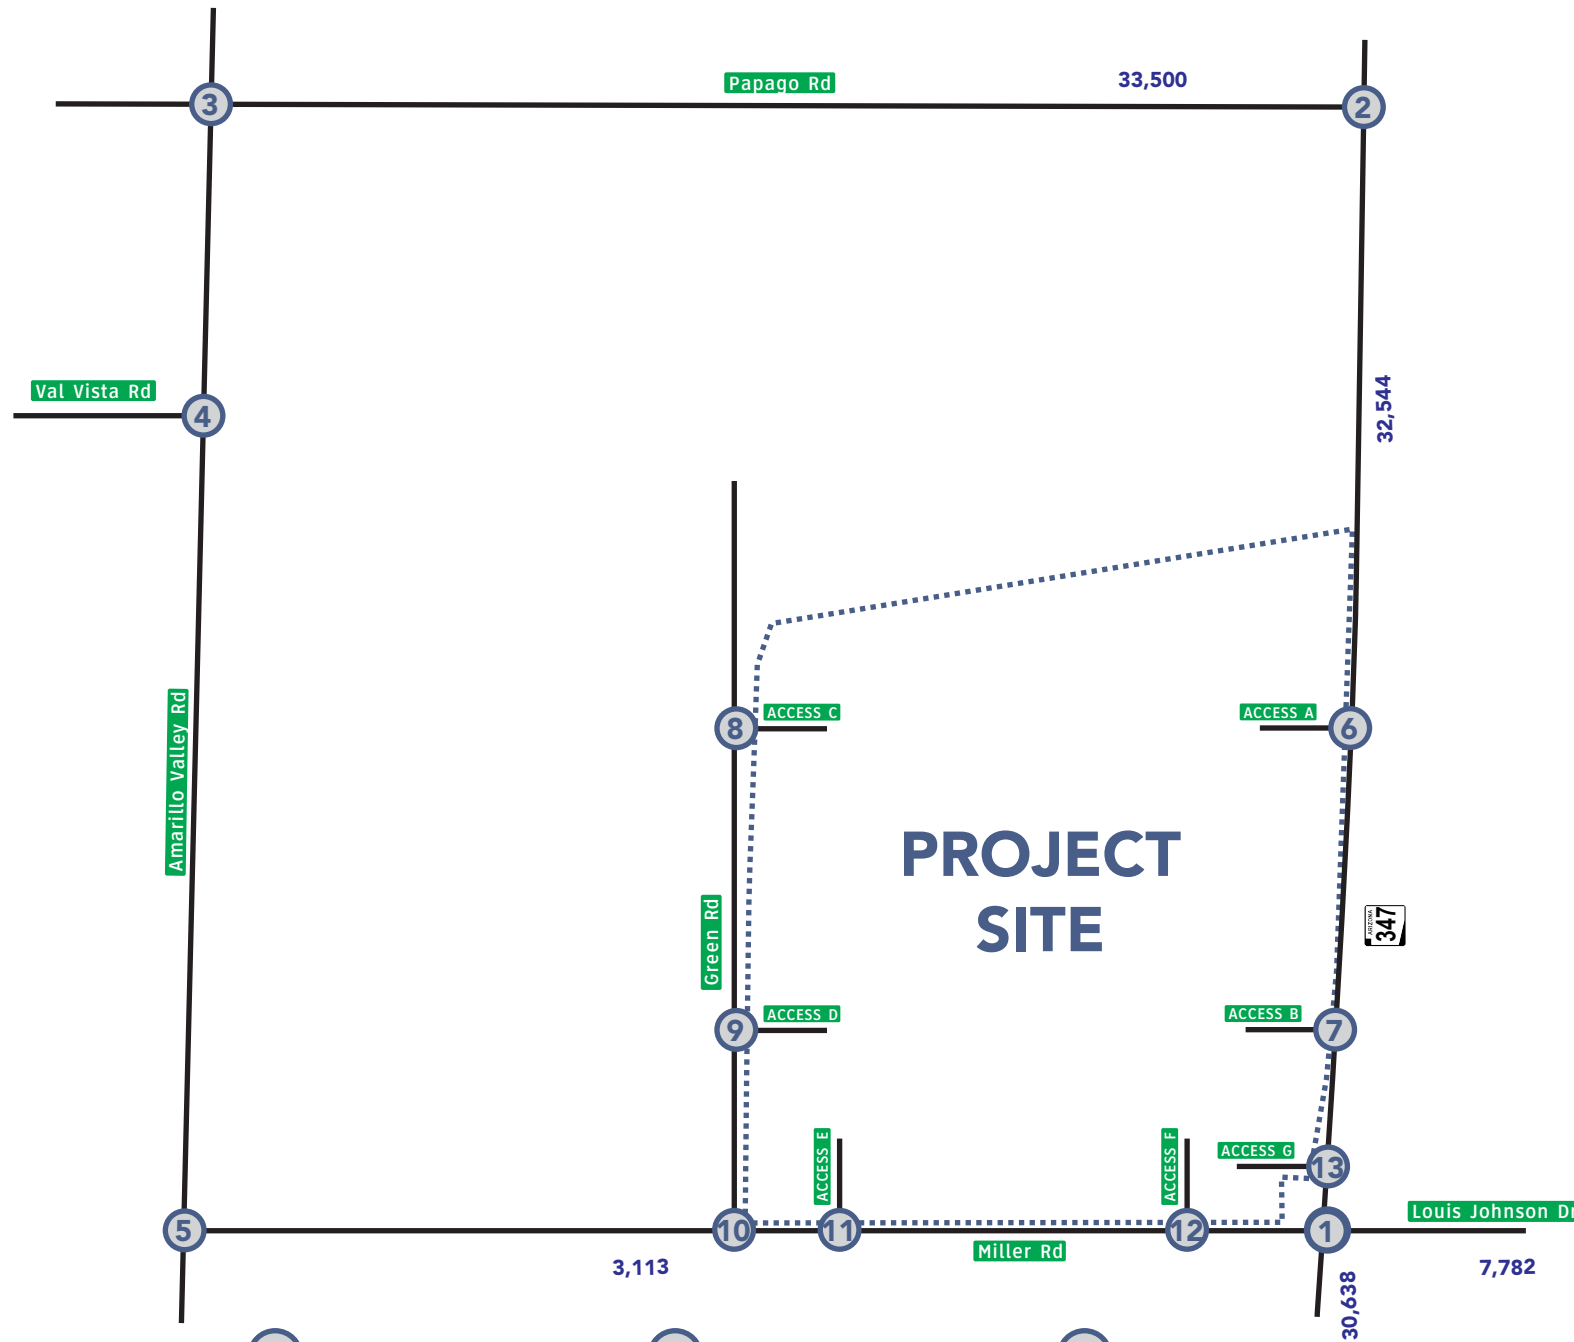 Papago Rd
33,500
3
2
Val Vista Rd
4
32,544
Amarillo Valley Rd
8
ACCESS C
ACCESS A
6
PROJECT
SITE
Green Rd
ARIZONA
347
9
ACCESS D
ACCESS B
7
ACCESS E
ACCESS F
ACCESS G
13
5
10
11
12
1
Louis Johnson Dr
Miller Rd
3,113
7,782
30,638